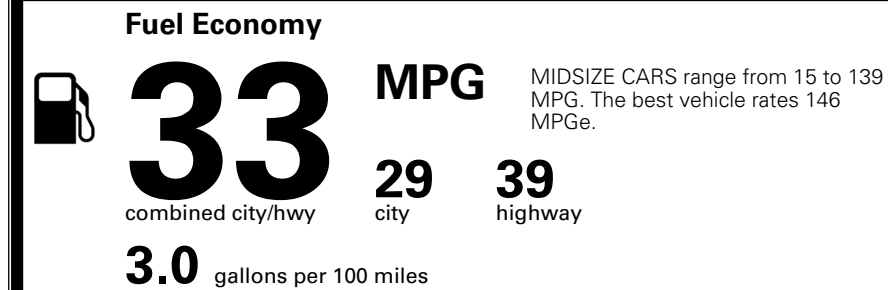 Fuel Economy
33 MPG
MIDSIZE CARS range from 15 to 139
MPG. The best vehicle rates 146
MPGe.
29 39
combined city/hwy city highway
3.0 gallons per 100 miles